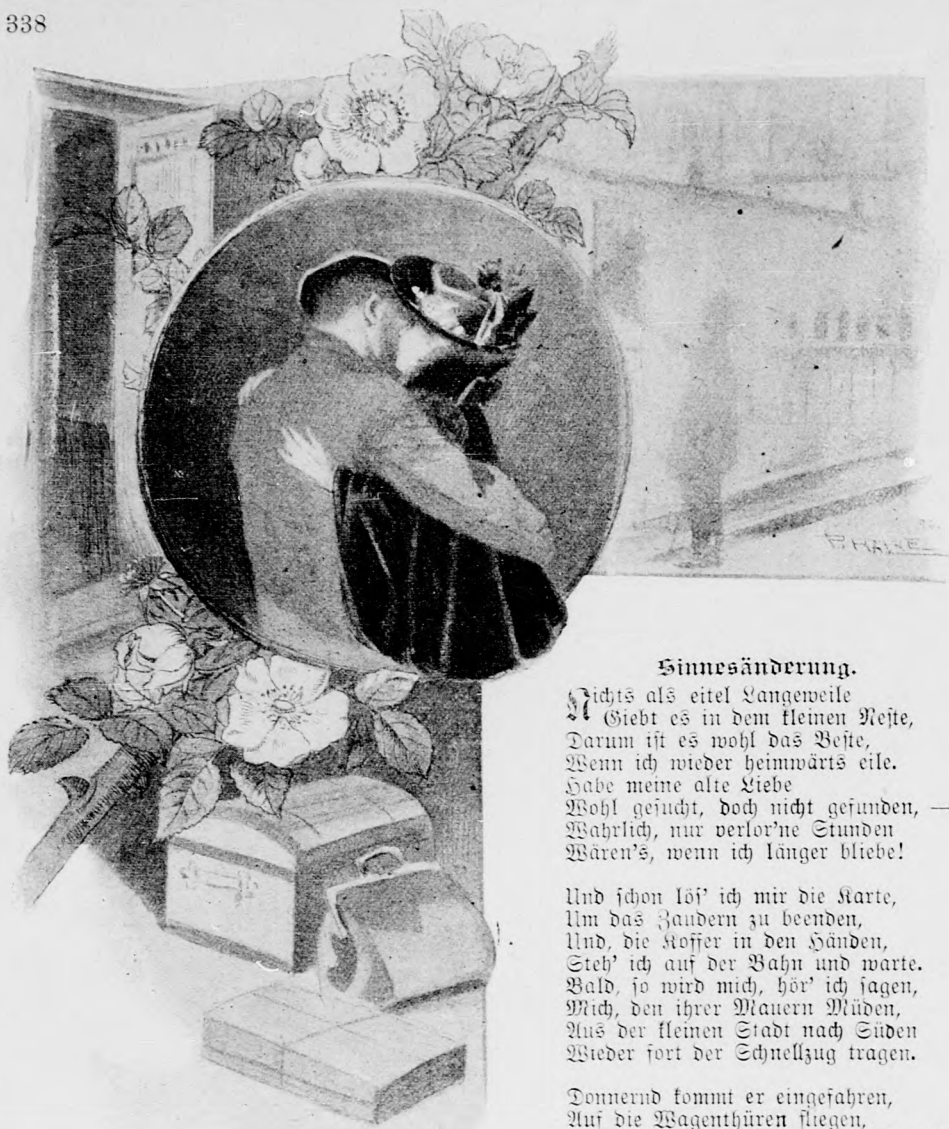 338
P. HALKE
Sinnesänderung.
Nichts als eitel Langeweile
Giebt es in dem kleinen Neste,
Darum ist es wohl das Beste,
Wenn ich wieder heimwärts eile.
Habe meine alte Liebe
Wohl gesucht, doch nicht gefunden, —
Wahrlich, nur verlor'ne Stunden
Wären's, wenn ich länger bliebe!
Und schon lös' ich mir die Karte,
Um das Zaudern zu beenden,
Und, die Koffer in den Händen,
Steh' ich auf der Bahn und warte.
Bald, so wird mich, hör' ich sagen,
Mich, den ihrer Mauern Müden,
Aus der kleinen Stadt nach Süden
Wieder fort der Schnellzug tragen.
Donnernd kommt er eingefahren,
Auf die Wagenthüren fliegen,